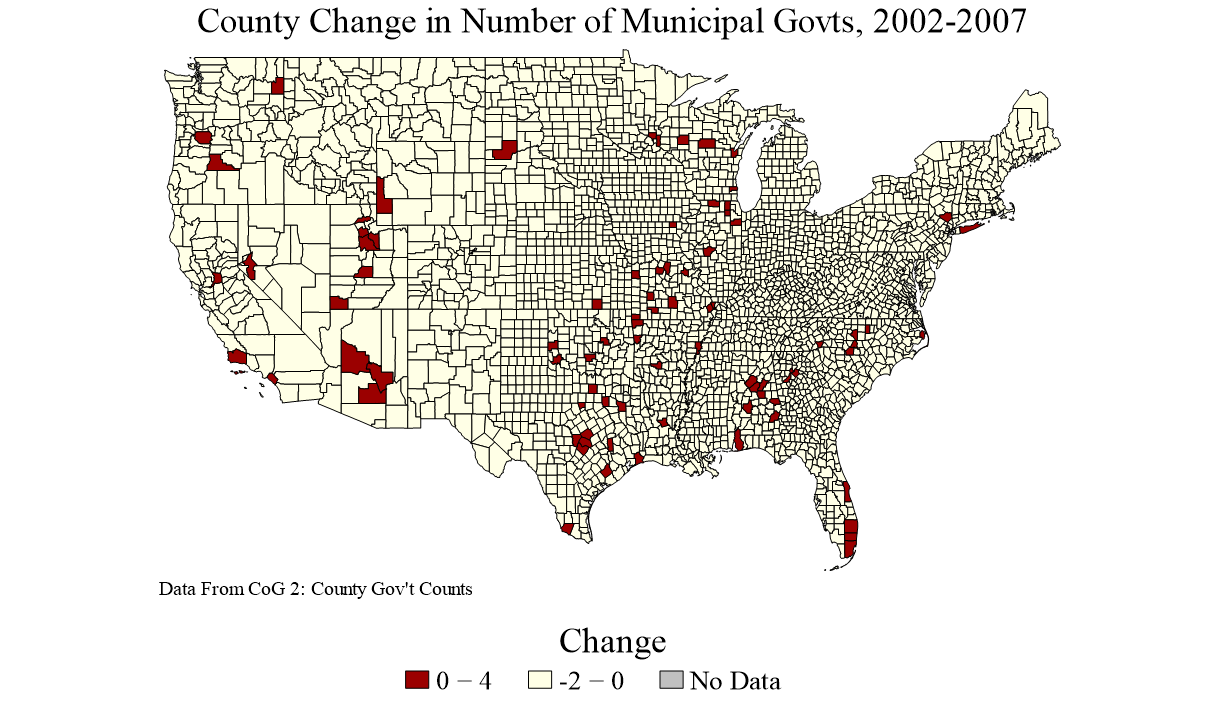 County Change in Number of Municipal Govts, 2002-2007
Data From CoG 2: County Gov't Counts
Change
0 − 4 -2 − 0 No Data